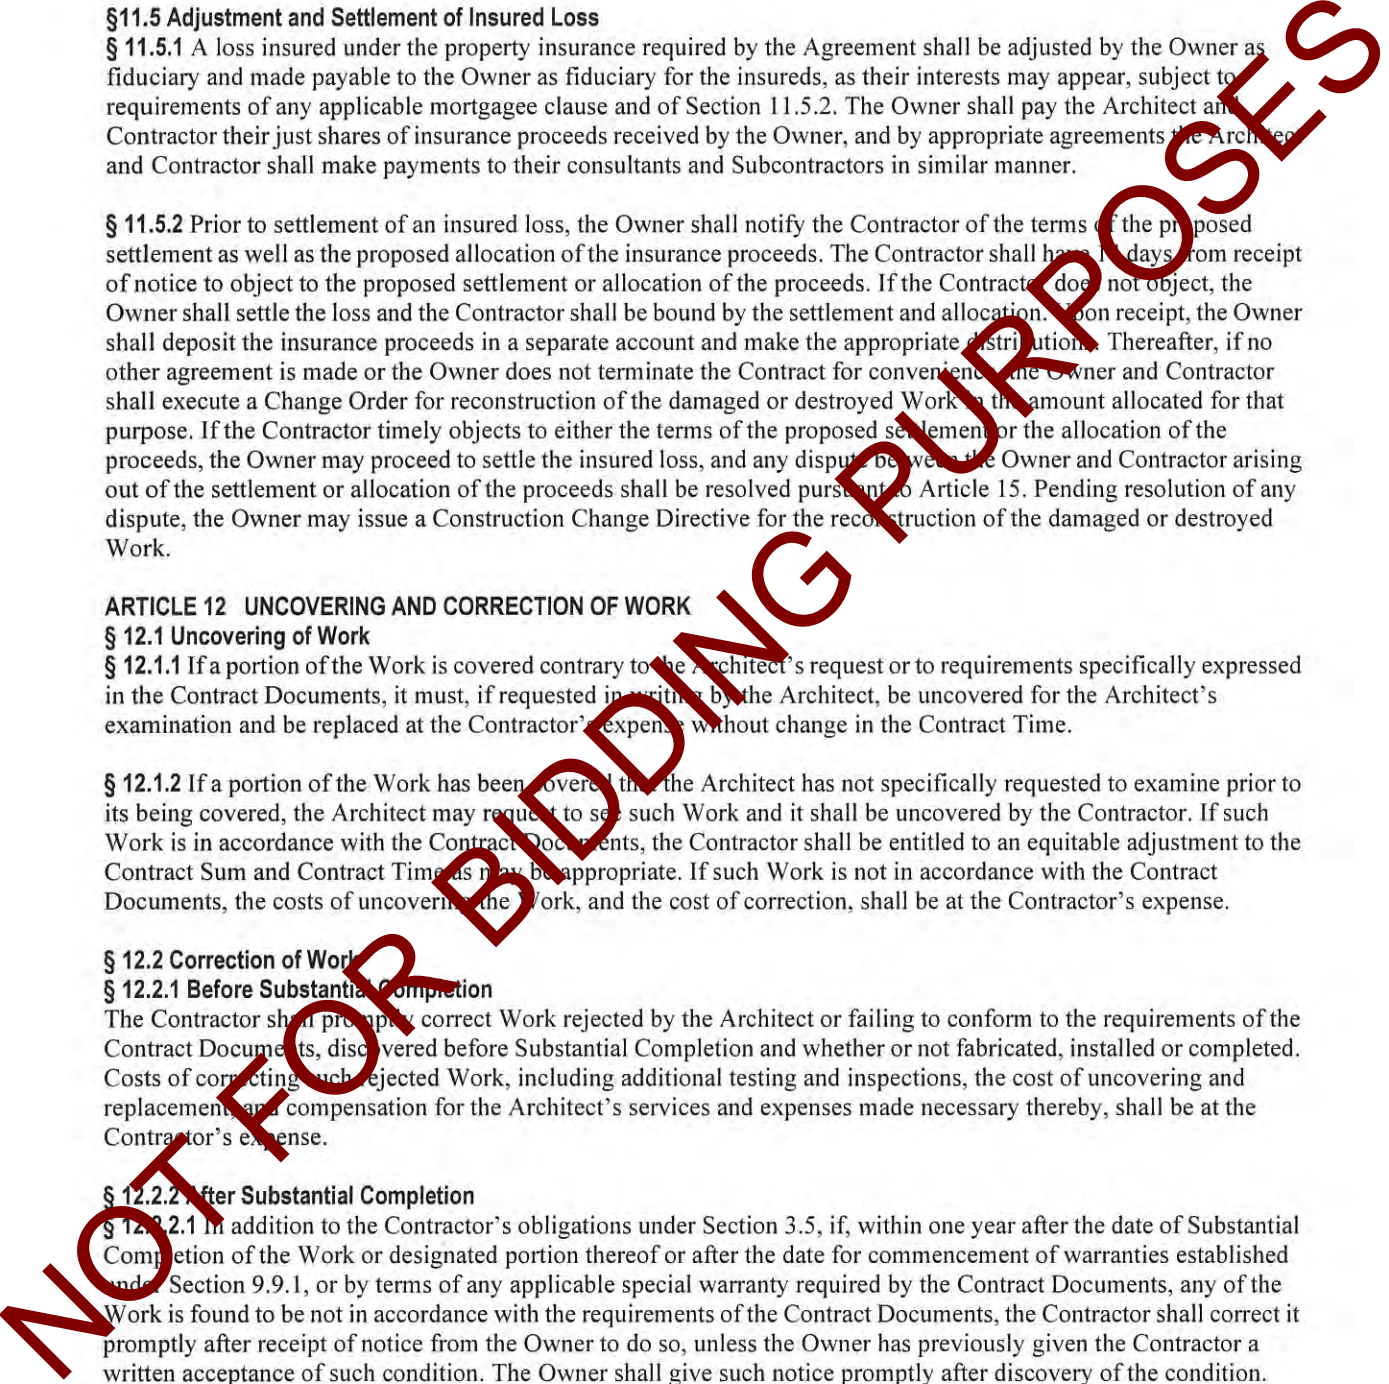 §11.5 Adjustment and Settlement of Insured Loss
§ 11.5.1 A loss insured under the property insurance required by the Agreement shall be adjusted by the Owner as
fiduciary and made payable to the Owner as fiduciary for the insureds, as their interests may appear, subject to
requirements of any applicable mortgagee clause and of Section 11.5.2. The Owner shall pay the Architect and
Contractor their just shares of insurance proceeds received by the Owner, and by appropriate agreements the Architect
and Contractor shall make payments to their consultants and Subcontractors in similar manner.
§ 11.5.2 Prior to settlement of an insured loss, the Owner shall notify the Contractor of the terms of the proposed
settlement as well as the proposed allocation of the insurance proceeds. The Contractor shall have days from receipt
of notice to object to the proposed settlement or allocation of the proceeds. If the Contractor does not object, the
Owner shall settle the loss and the Contractor shall be bound by the settlement and allocation. Upon receipt, the Owner
shall deposit the insurance proceeds in a separate account and make the appropriate distributions. Thereafter, if no
other agreement is made or the Owner does not terminate the Contract for convenience, the Owner and Contractor
shall execute a Change Order for reconstruction of the damaged or destroyed Work in the amount allocated for that
purpose. If the Contractor timely objects to either the terms of the proposed settlement or the allocation of the
proceeds, the Owner may proceed to settle the insured loss, and any dispute between the Owner and Contractor arising
out of the settlement or allocation of the proceeds shall be resolved pursuant to Article 15. Pending resolution of any
dispute, the Owner may issue a Construction Change Directive for the reconstruction of the damaged or destroyed
Work.
ARTICLE 12 UNCOVERING AND CORRECTION OF WORK
§ 12.1 Uncovering of Work
§ 12.1.1 If a portion of the Work is covered contrary to the Architect's request or to requirements specifically expressed
in the Contract Documents, it must, if requested in writing by the Architect, be uncovered for the Architect's
examination and be replaced at the Contractor's expense without change in the Contract Time.
§ 12.1.2 If a portion of the Work has been covered that the Architect has not specifically requested to examine prior to
its being covered, the Architect may request to see such Work and it shall be uncovered by the Contractor. If such
Work is in accordance with the Contract Documents, the Contractor shall be entitled to an equitable adjustment to the
Contract Sum and Contract Time as may be appropriate. If such Work is not in accordance with the Contract
Documents, the costs of uncovering the Work, and the cost of correction, shall be at the Contractor's expense.
§ 12.2 Correction of Work
§ 12.2.1 Before Substantial Completion
The Contractor shall promptly correct Work rejected by the Architect or failing to conform to the requirements of the
Contract Documents, discovered before Substantial Completion and whether or not fabricated, installed or completed.
Costs of correcting such rejected Work, including additional testing and inspections, the cost of uncovering and
replacement, and compensation for the Architect's services and expenses made necessary thereby, shall be at the
Contractor's expense.
§ 12.2.2 After Substantial Completion
§ 12.2.2.1 In addition to the Contractor's obligations under Section 3.5, if, within one year after the date of Substantial
Completion of the Work or designated portion thereof or after the date for commencement of warranties established
under Section 9.9.1, or by terms of any applicable special warranty required by the Contract Documents, any of the
Work is found to be not in accordance with the requirements of the Contract Documents, the Contractor shall correct it
promptly after receipt of notice from the Owner to do so, unless the Owner has previously given the Contractor a
written acceptance of such condition. The Owner shall give such notice promptly after discovery of the condition.
NOT FOR BIDDING PURPOSES